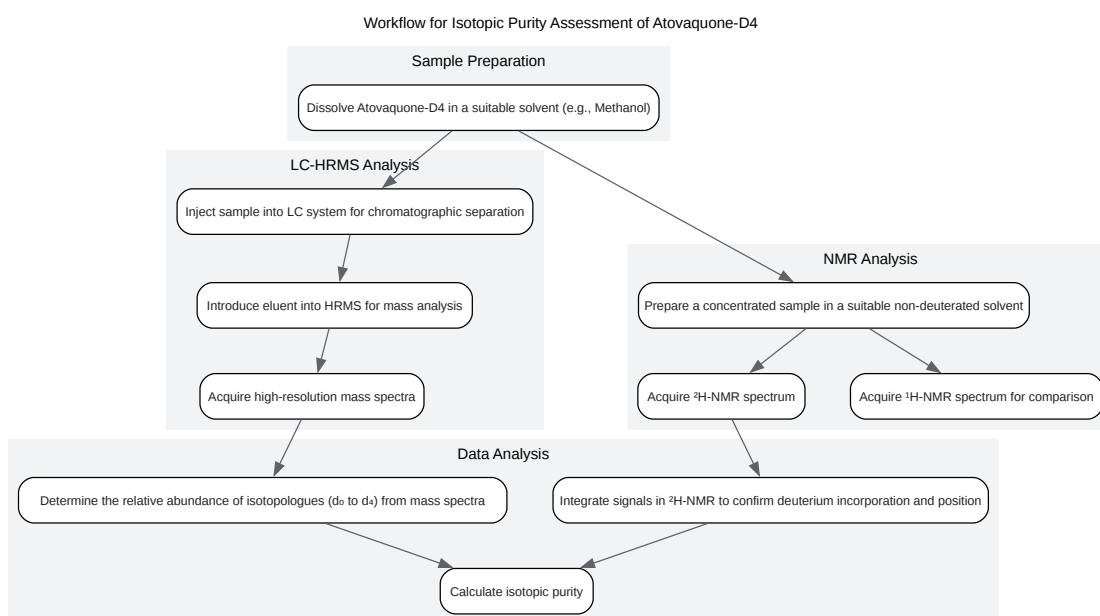 Workflow for Isotopic Purity Assessment of Atovaquone-D4
Sample Preparation
Dissolve Atovaquone-D4 in a suitable solvent (e.g., Methanol)
LC-HRMS Analysis
Inject sample into LC system for chromatographic separation
Introduce eluent into HRMS for mass analysis
Acquire high-resolution mass spectra
NMR Analysis
Prepare a concentrated sample in a suitable non-deuterated solvent
Acquire ²H-NMR spectrum
Acquire ¹H-NMR spectrum for comparison
Data Analysis
Determine the relative abundance of isotopologues (d₀ to d₄) from mass spectra
Integrate signals in ²H-NMR to confirm deuterium incorporation and position
Calculate isotopic purity